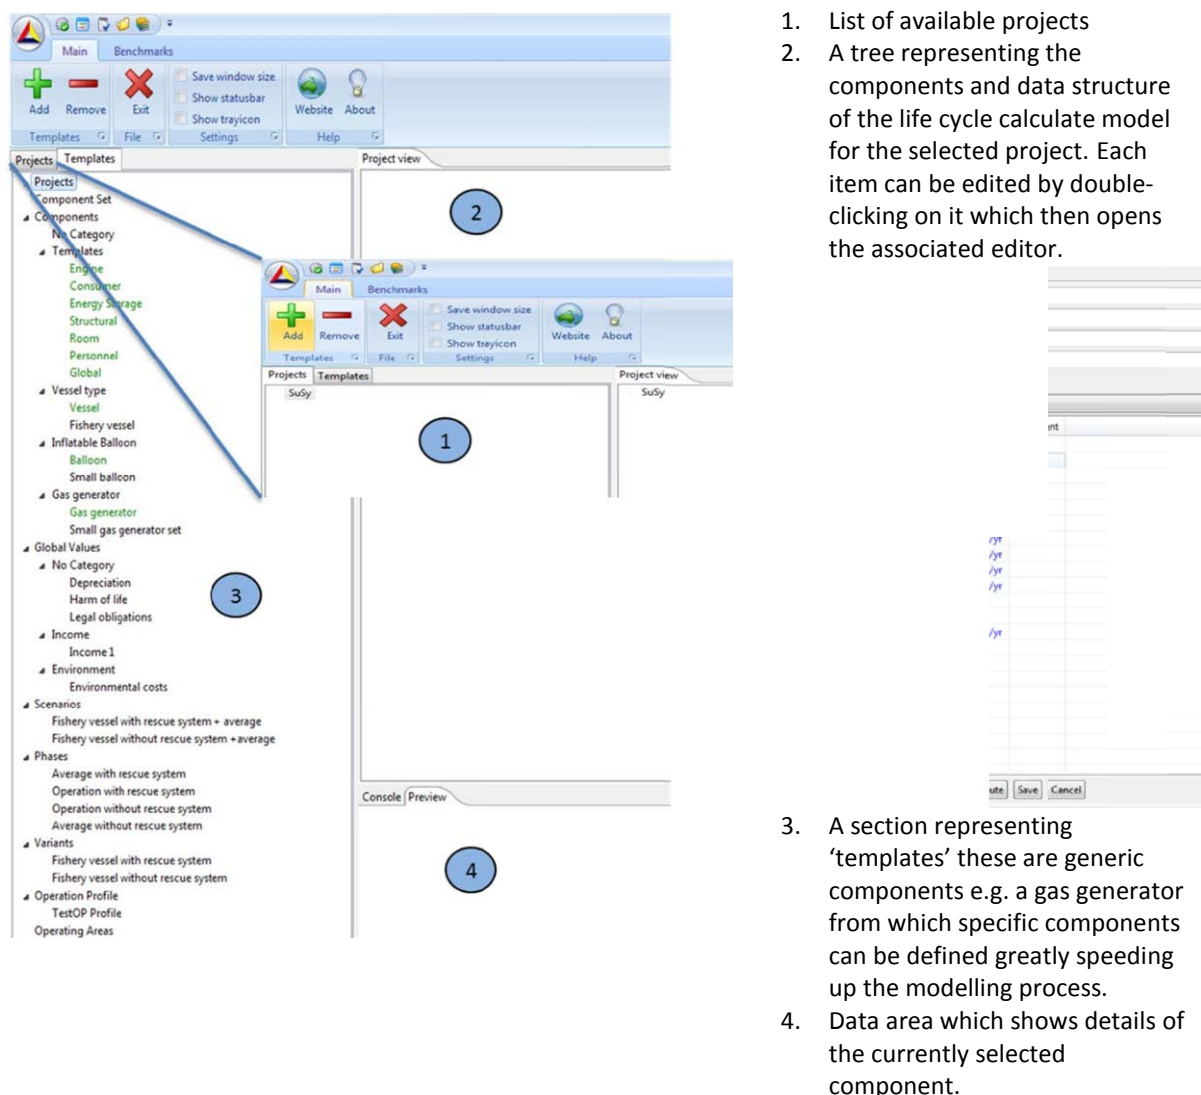 Main Benchmarks
Save window size
Show statusbar
Show trayicon
Add Remove Exit Website About
Templates File Settings Help
Projects Templates
Project view
Projects
Component Set
Components
No Category
Templates
Engine
Consumer
Energy Storage
Structural
Room
Personnel
Global
Vessel type
Vessel
Fishery vessel
Inflatable Balloon
Balloon
Small balloon
Gas generator
Gas generator
Small gas generator set
Global Values
No Category
Depreciation
Harm of life
Legal obligations
Income
Income 1
Environment
Environmental costs
Scenarios
Fishery vessel with rescue system + average
Fishery vessel without rescue system +average
Phases
Average with rescue system
Operation with rescue system
Operation without rescue system
Average without rescue system
Variants
Fishery vessel with rescue system
Fishery vessel without rescue system
Operation Profile
TestOP Profile
Operating Areas
3
2
Main Benchmarks
Save window size
Show statusbar
Show trayicon
Add Remove Exit Website About
Templates File Settings Help
Projects Templates
Project view
SuSy
SuSy
1
Console Preview
4
1. List of available projects
2. A tree representing the
components and data structure
of the life cycle calculate model
for the selected project. Each
item can be edited by double-
clicking on it which then opens
the associated editor.
nt
/yr
/yr
/yr
/yr
/yr
ute Save Cancel
3. A section representing
‘templates’ these are generic
components e.g. a gas generator
from which specific components
can be defined greatly speeding
up the modelling process.
4. Data area which shows details of
the currently selected
component.